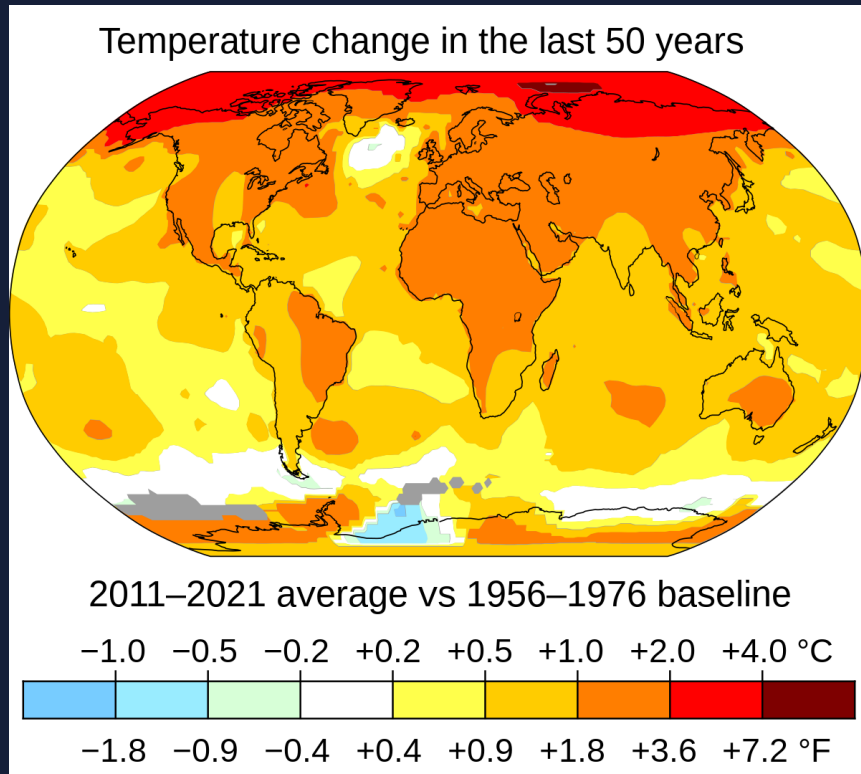 Temperature change in the last 50 years
2011–2021 average vs 1956–1976 baseline
−1.0 −0.5 −0.2 +0.2 +0.5 +1.0 +2.0 +4.0 °C
−1.8 −0.9 −0.4 +0.4 +0.9 +1.8 +3.6 +7.2 °F